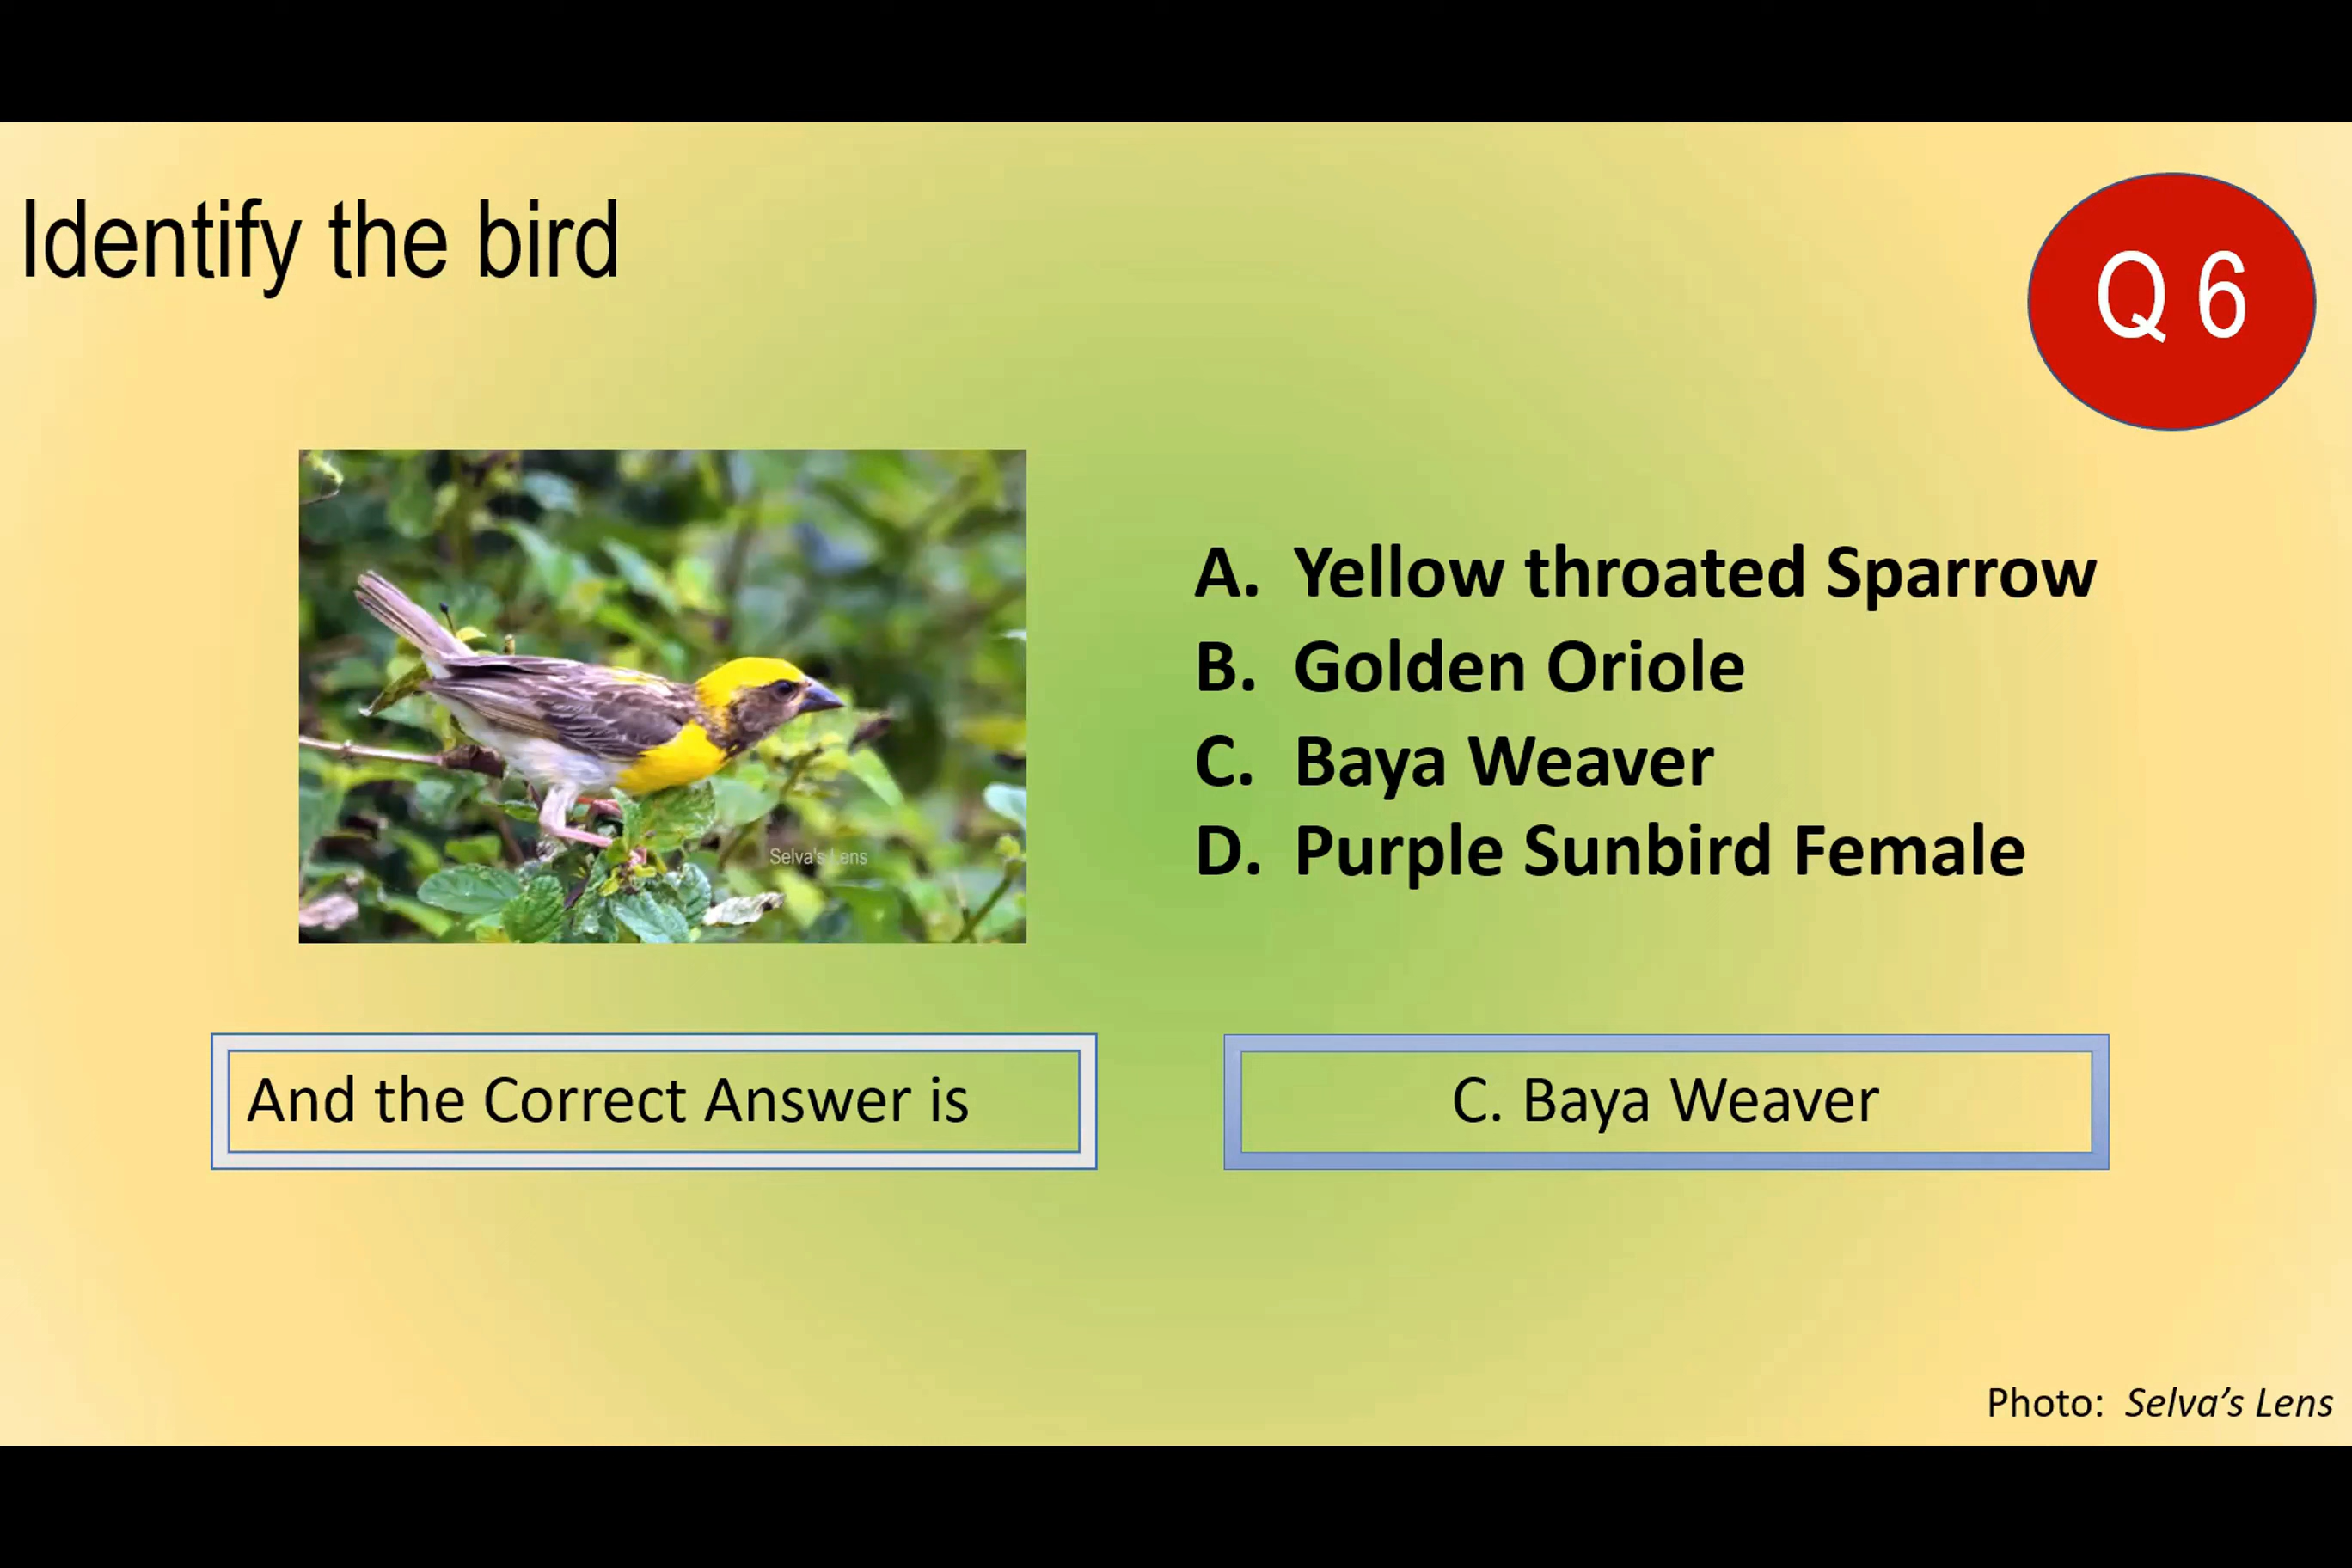 Identify the bird
Q 6
A. Yellow throated Sparrow
B. Golden Oriole
C. Baya Weaver
D. Purple Sunbird Female
Selva's Lens
And the Correct Answer is
C. Baya Weaver
Photo: Selva’s Lens